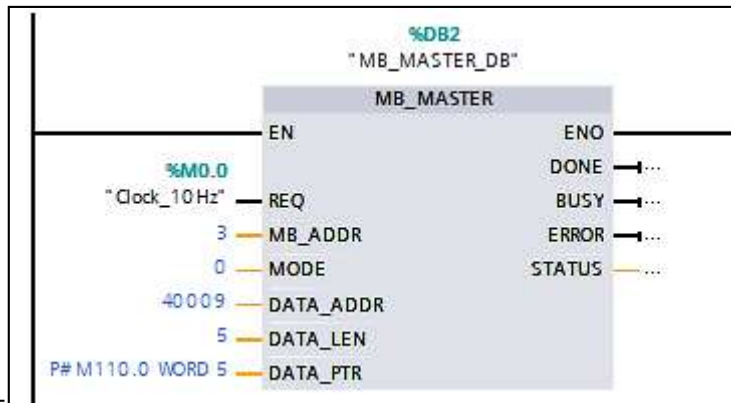 %DB2
"MB_MASTER_DB"
MB_MASTER
EN ENO
DONE ...
%M0.0
"Clock_10Hz" REQ BUSY ...
3 MB_ADDR ERROR ...
0 MODE STATUS ...
40009 DATA_ADDR
5 DATA_LEN
P#M110.0 WORD 5 DATA_PTR